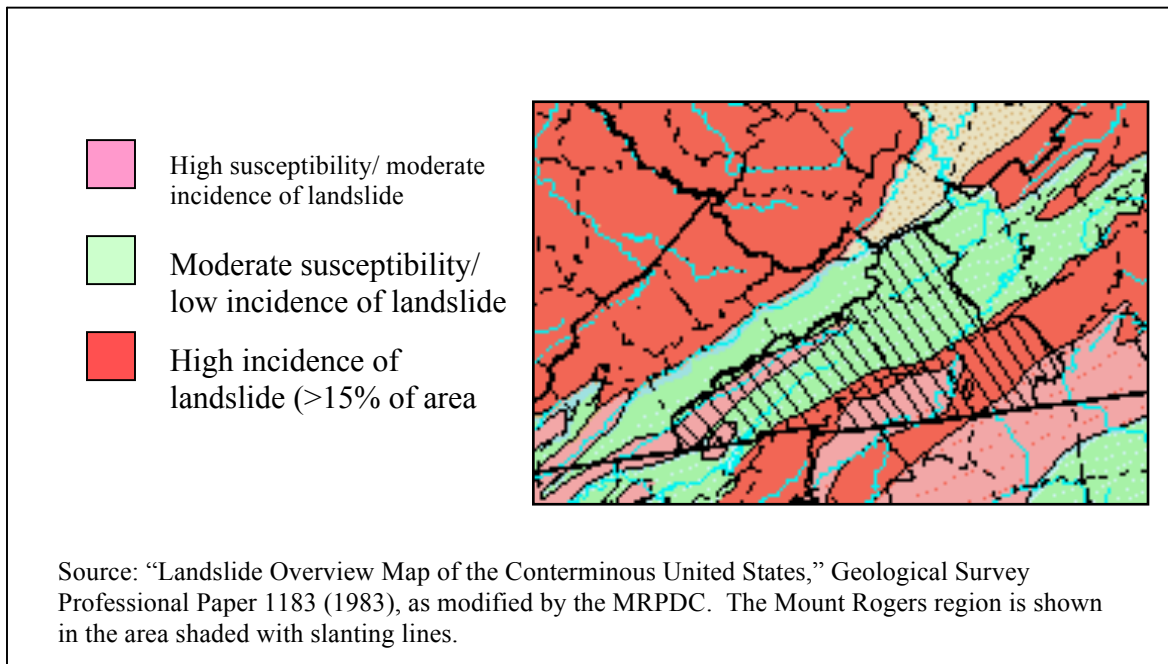 High susceptibility/ moderate
incidence of landslide
Moderate susceptibility/
low incidence of landslide
High incidence of
landslide (>15% of area
Source: “Landslide Overview Map of the Conterminous United States,” Geological Survey
Professional Paper 1183 (1983), as modified by the MRPDC.  The Mount Rogers region is shown
in the area shaded with slanting lines.